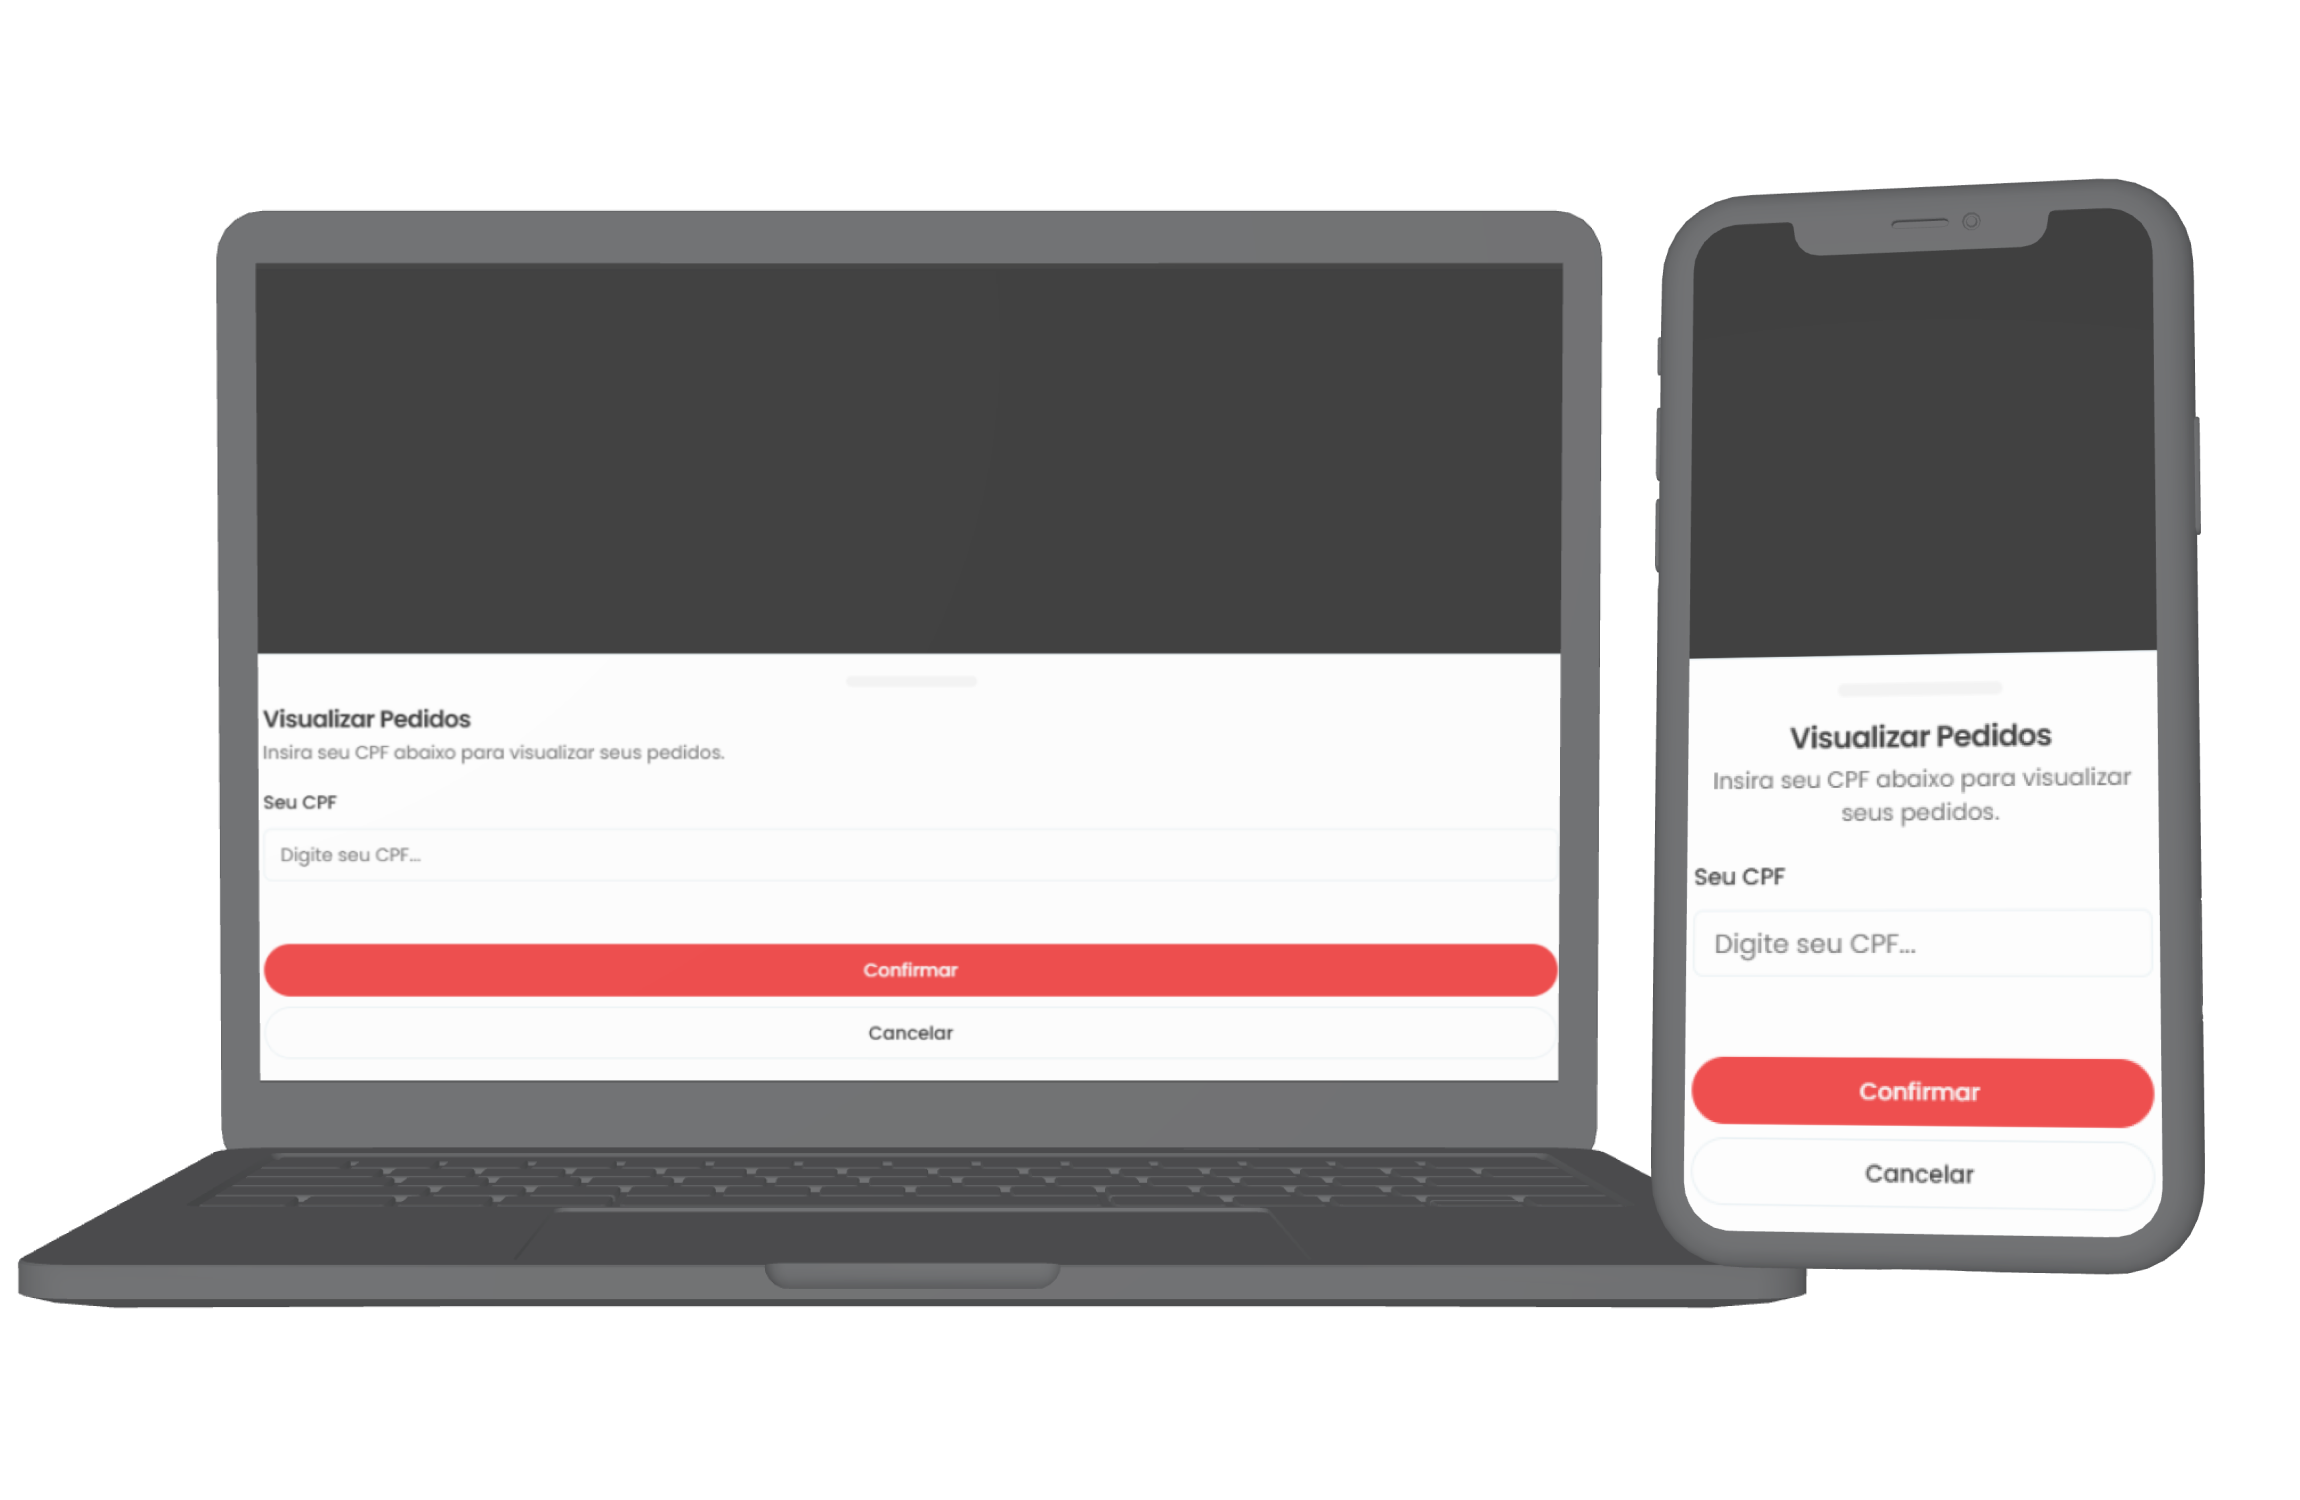 Visualizar Pedidos
Insira seu CPF abaixo para visualizar seus pedidos.
Seu CPF
Digite seu CPF...
Confirmar
Cancelar
Visualizar Pedidos
Insira seu CPF abaixo para visualizar
seus pedidos.
Seu CPF
Digite seu CPF...
Confirmar
Cancelar